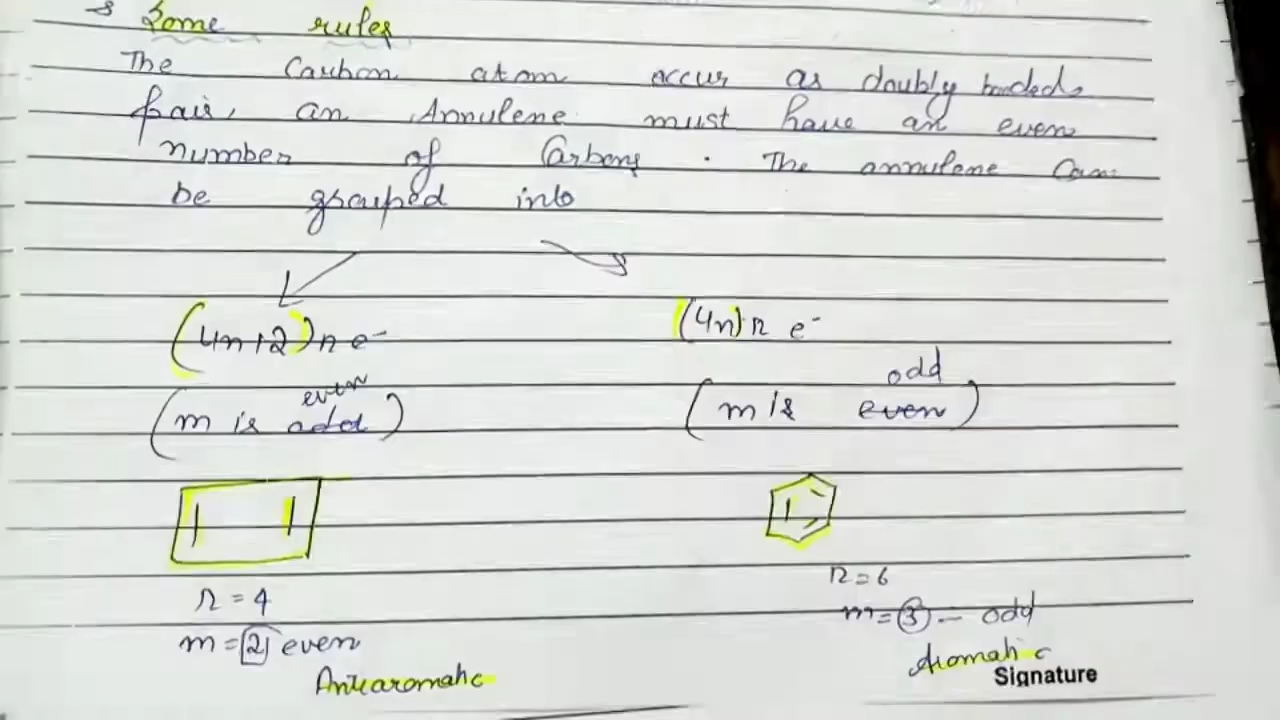 Some rules
The Carbon atom occur as doubly bonded
pair, an Annulene must have an even
number of Carbons . The annulene can
be grouped into
(4n+2) π e⁻
(4n) π e⁻
even
(m is odd)
odd
(m is even)
n = 4
m = 2 even
Antiaromatic
n = 6
m = 3 - odd
Aromatic
Signature